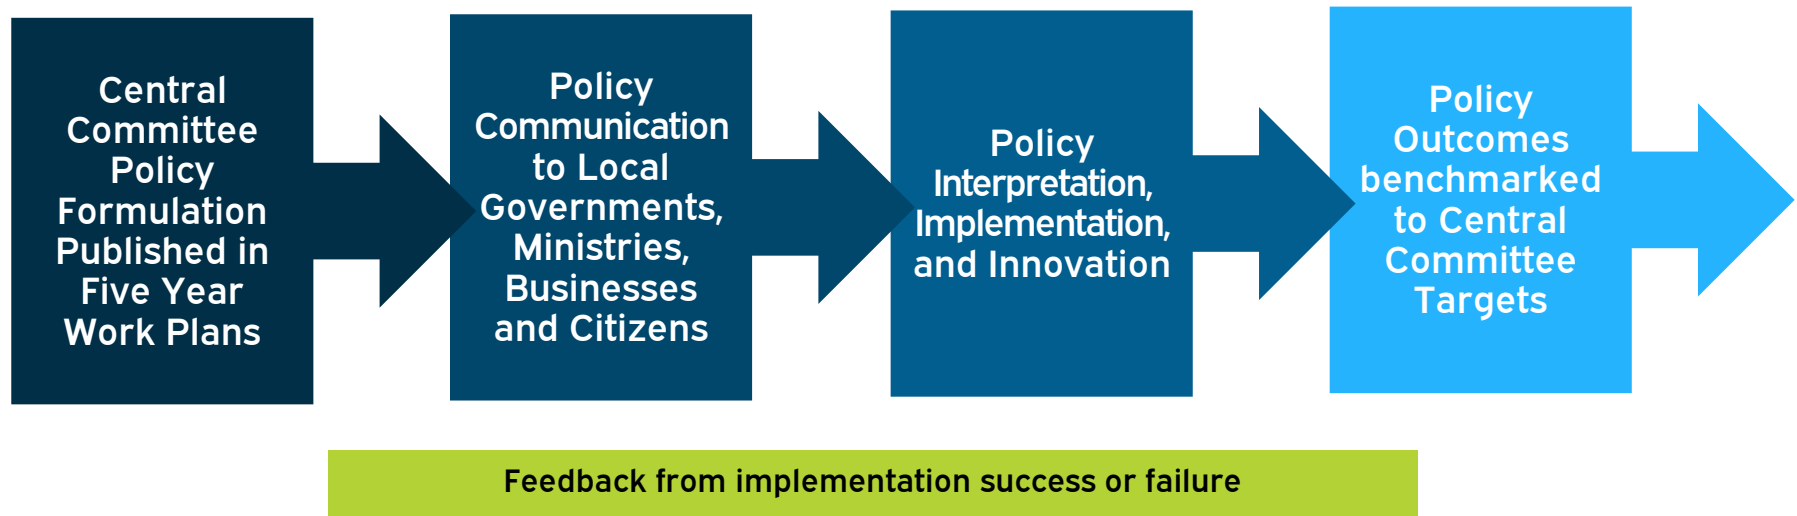 Central
Committee
Policy
Formulation
Published in
Five Year
Work Plans
Policy
Communication
to Local
Governments,
Ministries,
Businesses
and Citizens
Policy
Interpretation,
Implementation,
and Innovation
Policy
Outcomes
benchmarked
to Central
Committee
Targets
Feedback from implementation success or failure